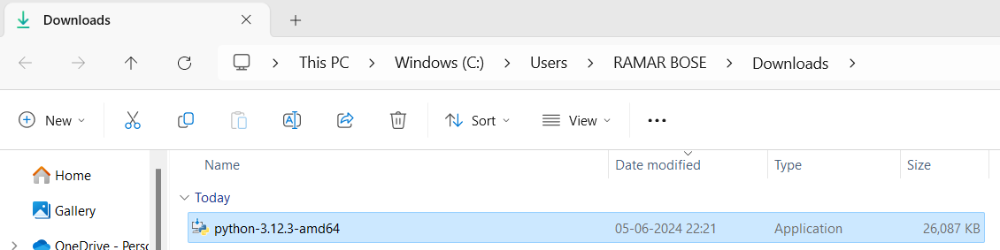 Downloads
This PC > Windows (C:) > Users > RAMAR BOSE > Downloads >
New Sort View
Name Date modified Type Size
Home
Today
Gallery
python-3.12.3-amd64 05-06-2024 22:21 Application 26,087 KB
OneDrive - Perso